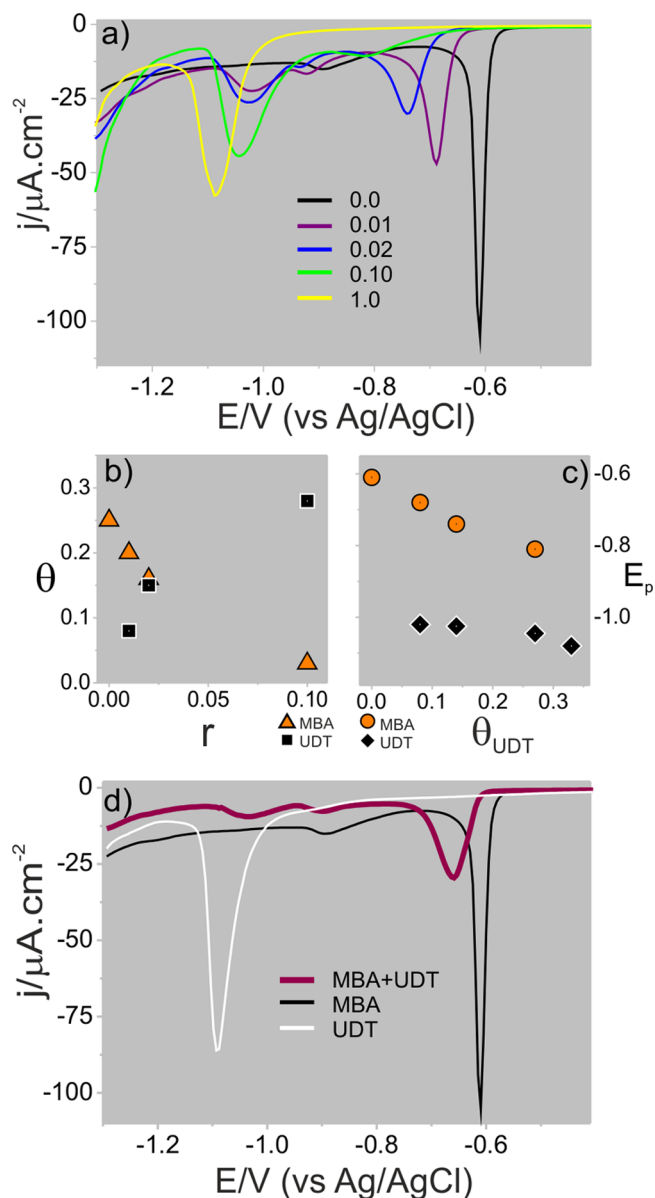 a)
0
-25
-50
-75
-100
j/μA.cm-2
0.0
0.01
0.02
0.10
1.0
-1.2
-1.0
-0.8
-0.6
E/V (vs Ag/AgCl)
b)
0.3
0.2
0.1
0.0
θ
0.00
0.05
0.10
r
MBA
UDT
c)
-0.6
-0.8
-1.0
Ep
0.0
0.1
0.2
0.3
θUDT
MBA
UDT
d)
0
-25
-50
-75
-100
j/μA.cm-2
MBA+UDT
MBA
UDT
-1.2
-1.0
-0.8
-0.6
E/V (vs Ag/AgCl)